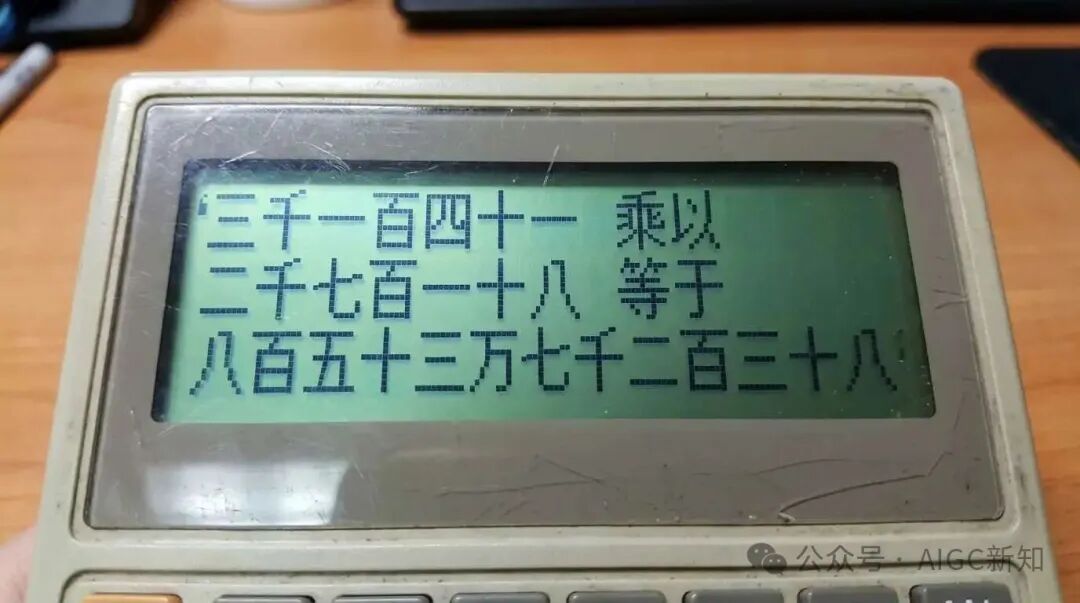 三千一百四十一 乘以
二千七百一十八 等于
八百五十三万七千二百三十八
公众号·AIGC新知